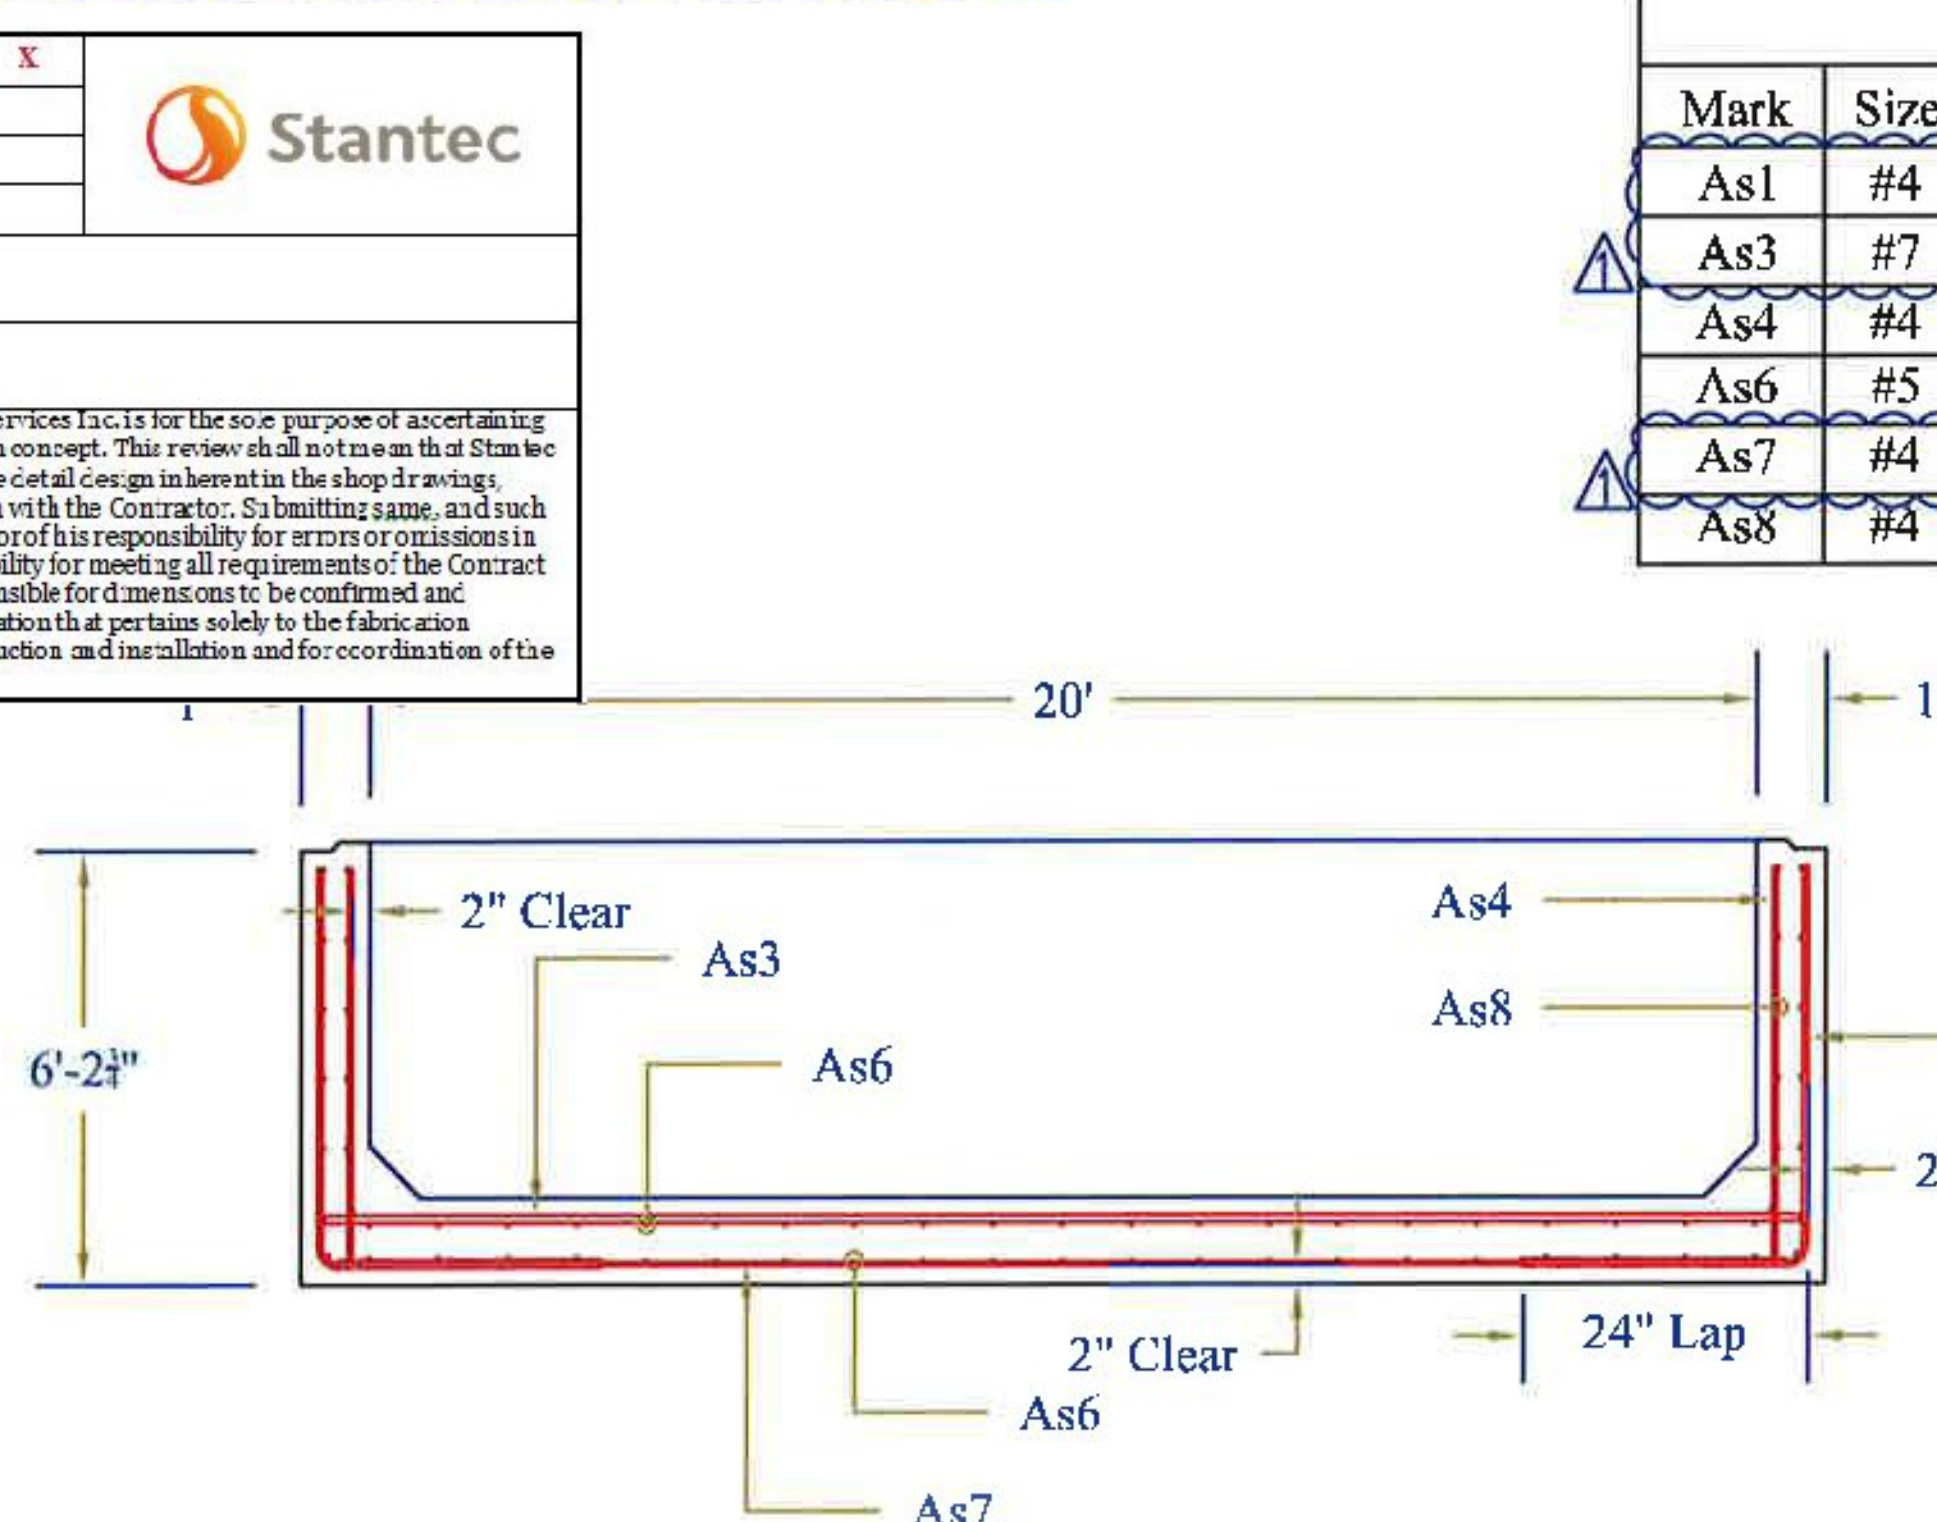 X
Stantec
ervices Inc. is for the sole purpose of ascertaining
n concept. This review shall not mean that Stantec
e detail design inherent in the shop drawings,
n with the Contractor. Submitting same, and such
or of his responsibility for errors or omissions in
ility for meeting all requirements of the Contract
nsible for dimensions to be confirmed and
ation that pertains solely to the fabrication
uction and installation and for coordination of the
Mark Size
As1 #4
1 As3 #7
As4 #4
As6 #5
1 As7 #4
As8 #4
20'
1
2" Clear
As4
As3
As8
6'-2¾"
As6
2
24" Lap
2" Clear
As6
As7